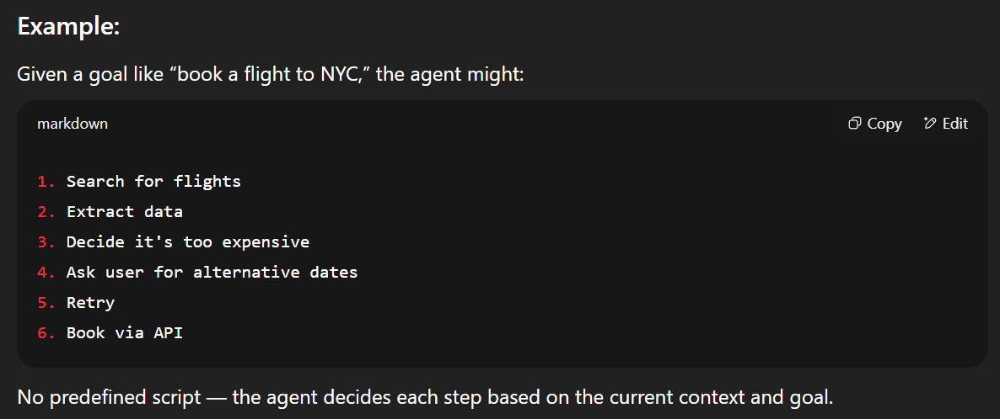 Example:
Given a goal like “book a flight to NYC,” the agent might:
markdown
Copy
Edit
1. Search for flights
2. Extract data
3. Decide it's too expensive
4. Ask user for alternative dates
5. Retry
6. Book via API
No predefined script — the agent decides each step based on the current context and goal.